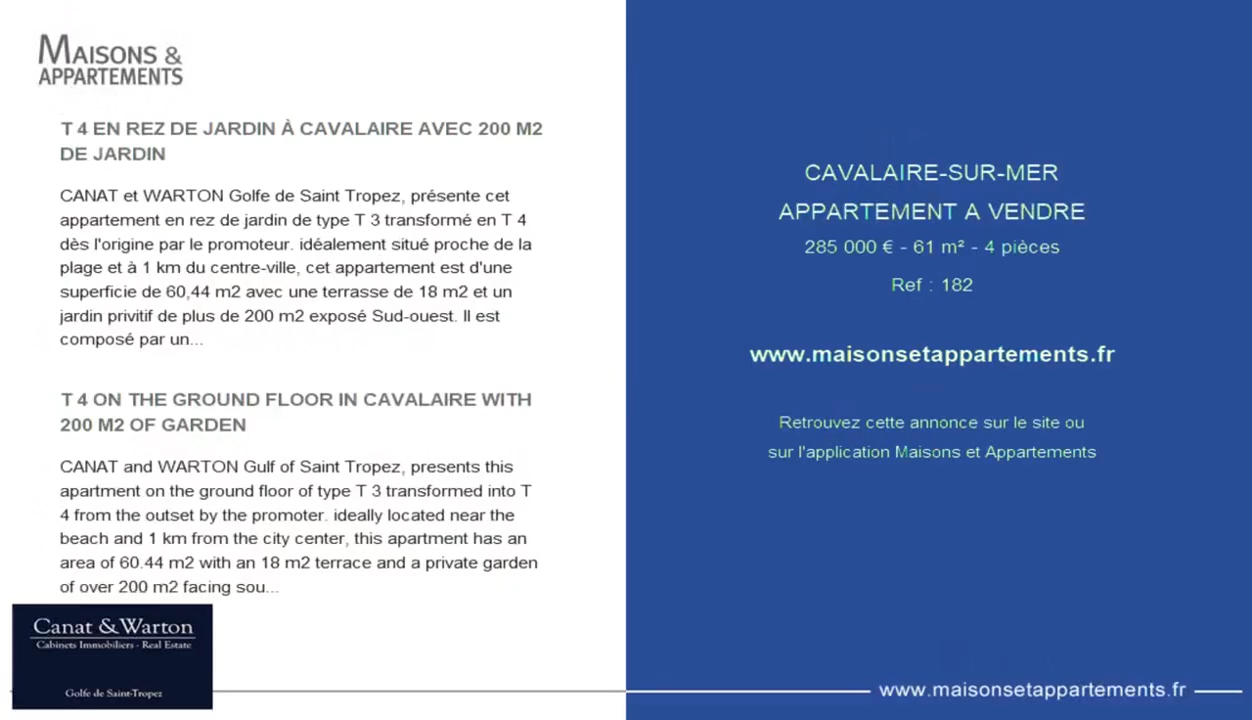 MAISONS &
APPARTEMENTS
T 4 EN REZ DE JARDIN À CAVALAIRE AVEC 200 M2
DE JARDIN
CANAT et WARTON Golfe de Saint Tropez, présente cet
appartement en rez de jardin de type T 3 transformé en T 4
dès l'origine par le promoteur. idéalement situé proche de la
plage et à 1 km du centre-ville, cet appartement est d'une
superficie de 60,44 m2 avec une terrasse de 18 m2 et un
jardin privitif de plus de 200 m2 exposé Sud-ouest. Il est
composé par un...
T 4 ON THE GROUND FLOOR IN CAVALAIRE WITH
200 M2 OF GARDEN
CANAT and WARTON Gulf of Saint Tropez, presents this
apartment on the ground floor of type T 3 transformed into T
4 from the outset by the promoter. ideally located near the
beach and 1 km from the city center, this apartment has an
area of 60.44 m2 with an 18 m2 terrace and a private garden
of over 200 m2 facing sou...
Canat & Warton
Cabinets Immobiliers - Real Estate
Golfe de Saint-Tropez
CAVALAIRE-SUR-MER
APPARTEMENT A VENDRE
285 000 € - 61 m² - 4 pièces
Ref : 182
www.maisonsetappartements.fr
Retrouvez cette annonce sur le site ou
sur l'application Maisons et Appartements
www.maisonsetappartements.fr